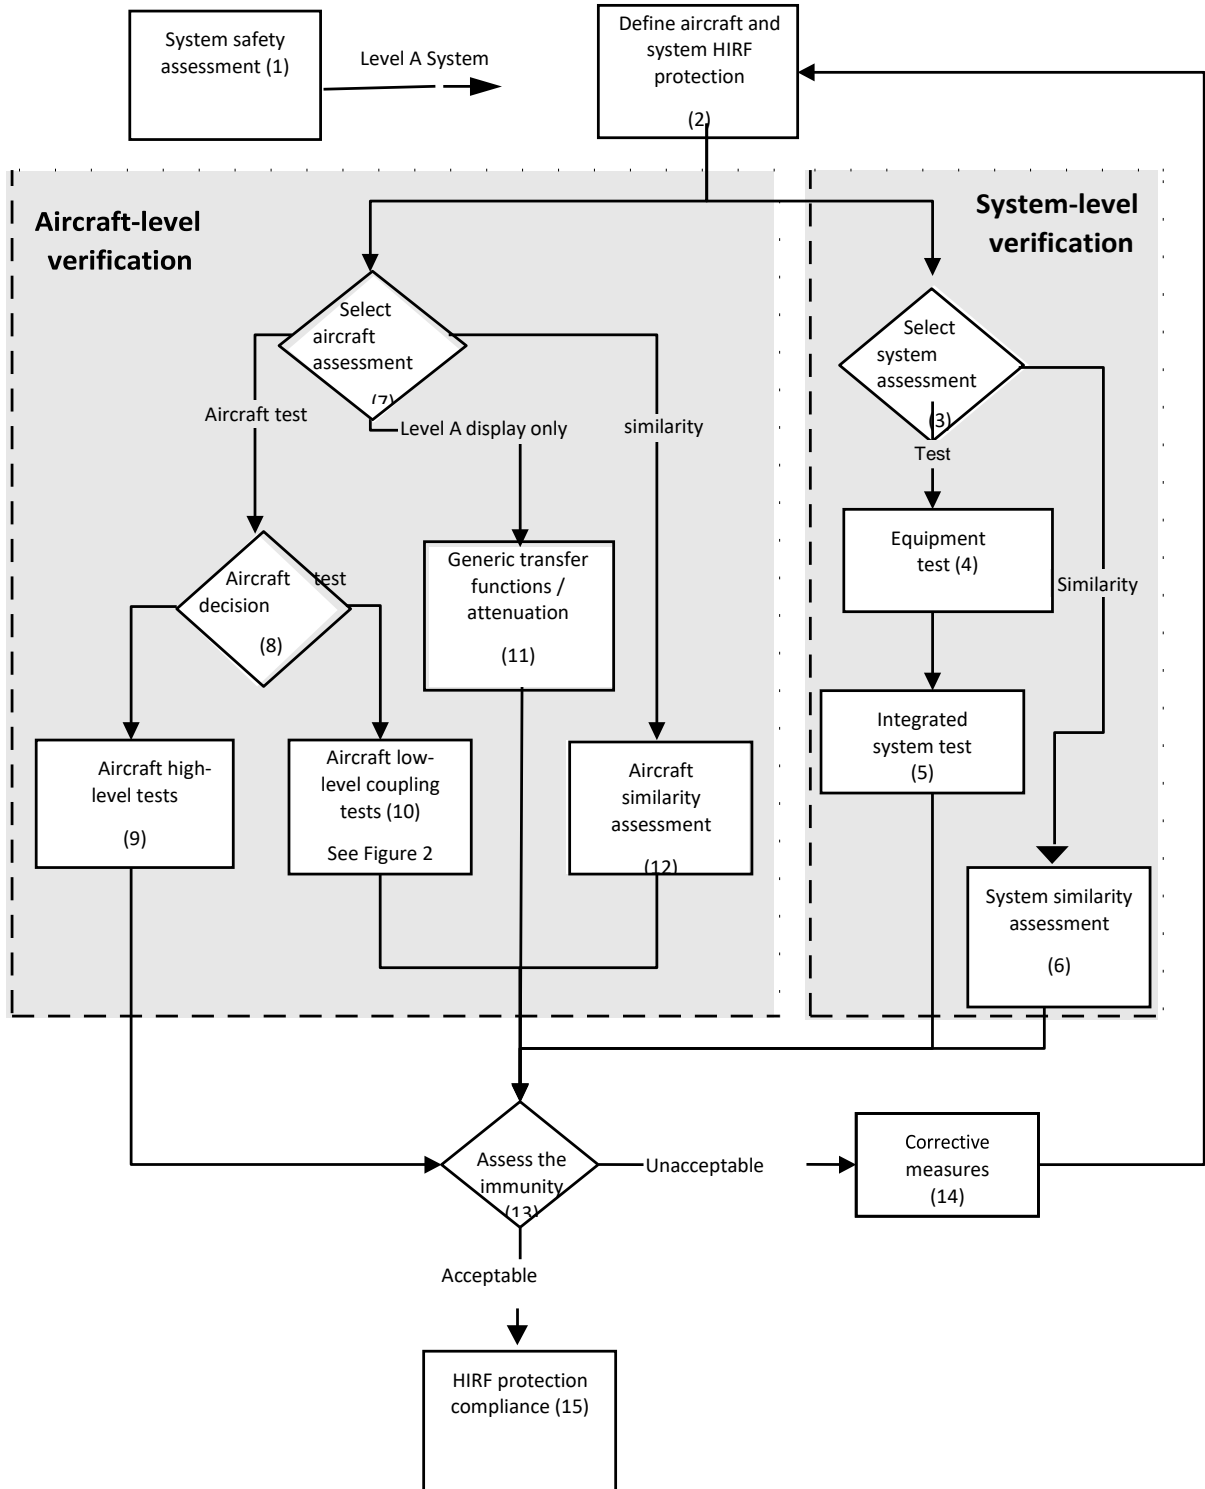 System safety
assessment (1)
Level A System
Define aircraft and
system HIRF
protection
(2)
Aircraft-level
verification
System-level
verification
Select
aircraft
assessment
(7)
Select
system
assessment
(3)
Aircraft test
Level A display only
similarity
Test
Equipment
test (4)
Similarity
Aircraft test
decision
(8)
Generic transfer
functions /
attenuation
(11)
Integrated
system test
(5)
Aircraft high-
level tests
(9)
Aircraft low-
level coupling
tests (10)
See Figure 2
Aircraft
similarity
assessment
(12)
System similarity
assessment
(6)
Assess the
immunity
(13)
Unacceptable
Corrective
measures
(14)
Acceptable
HIRF protection
compliance (15)